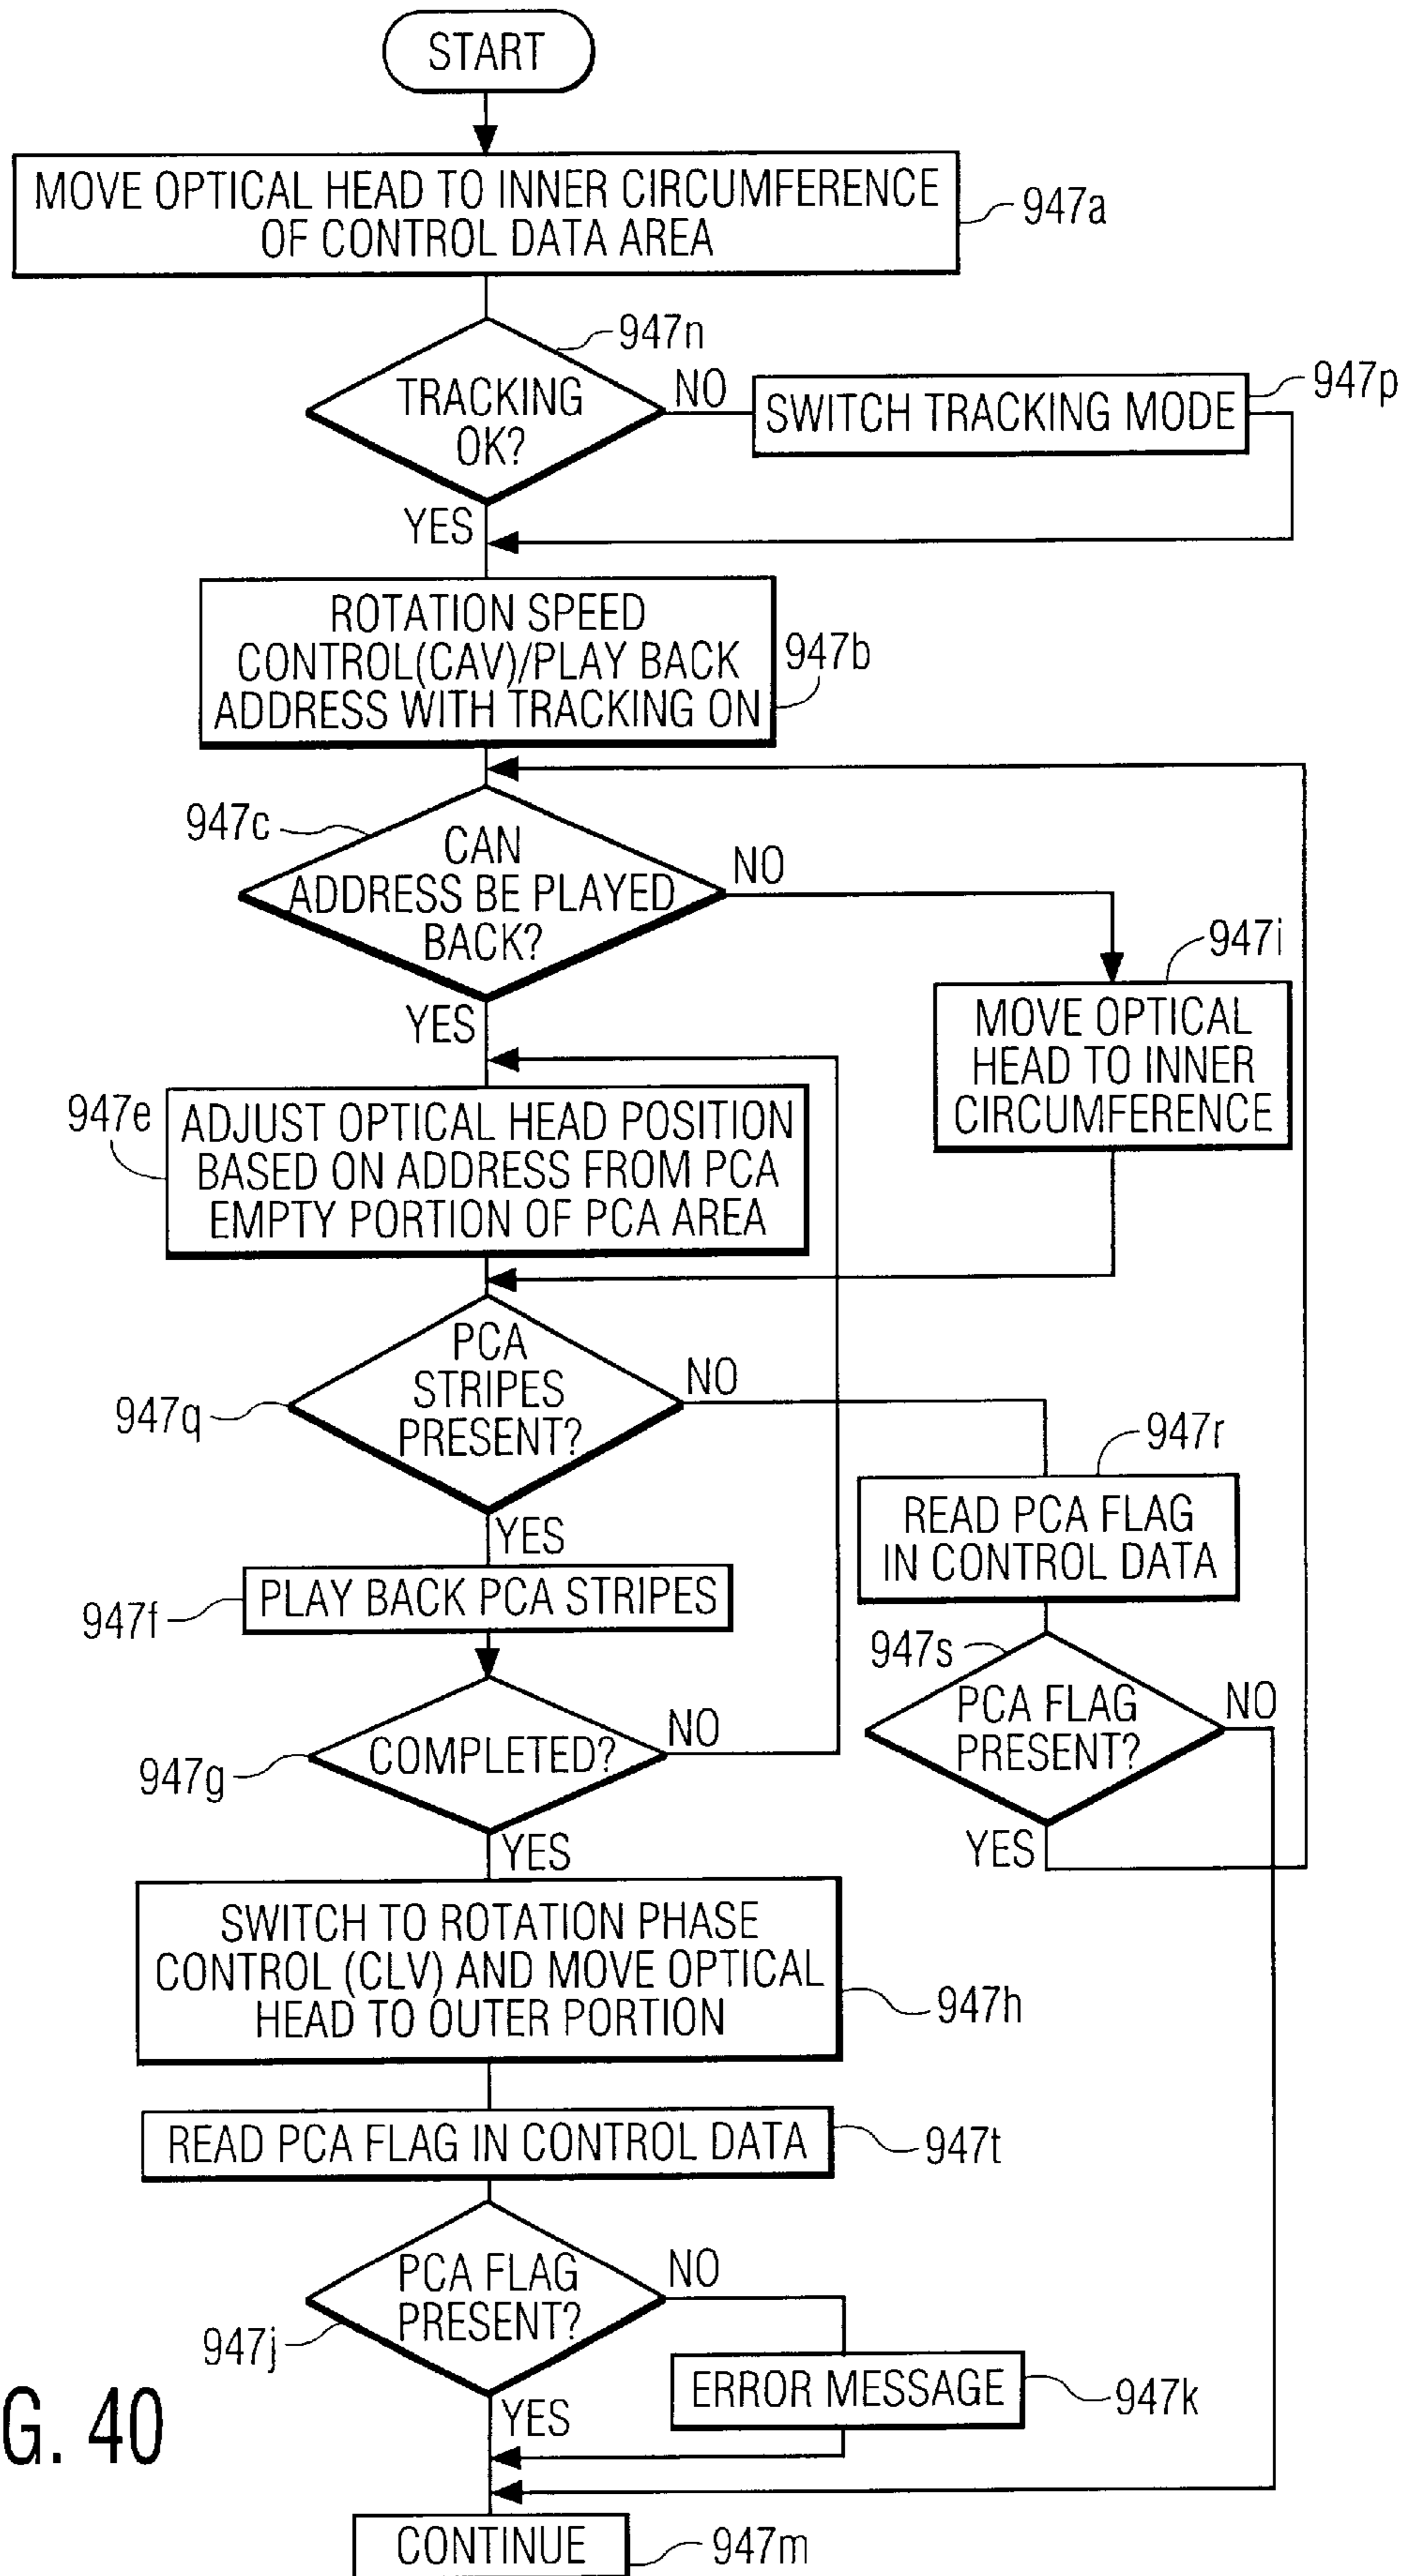 START
MOVE OPTICAL HEAD TO INNER CIRCUMFERENCE
OF CONTROL DATA AREA
947a
947n
TRACKING
OK?
NO
SWITCH TRACKING MODE
947p
YES
ROTATION SPEED
CONTROL(CAV)/PLAY BACK
ADDRESS WITH TRACKING ON
947b
947c
CAN
ADDRESS BE PLAYED
BACK?
NO
947i
MOVE OPTICAL
HEAD TO INNER
CIRCUMFERENCE
YES
947e
ADJUST OPTICAL HEAD POSITION
BASED ON ADDRESS FROM PCA
EMPTY PORTION OF PCA AREA
PCA
STRIPES
PRESENT?
NO
947q
947r
READ PCA FLAG
IN CONTROL DATA
YES
PLAY BACK PCA STRIPES
947f
947s
PCA FLAG
PRESENT?
NO
YES
COMPLETED?
NO
947g
YES
SWITCH TO ROTATION PHASE
CONTROL (CLV) AND MOVE OPTICAL
HEAD TO OUTER PORTION
947h
READ PCA FLAG IN CONTROL DATA
947t
PCA FLAG
PRESENT?
NO
947j
ERROR MESSAGE
947k
YES
G. 40
CONTINUE
947m